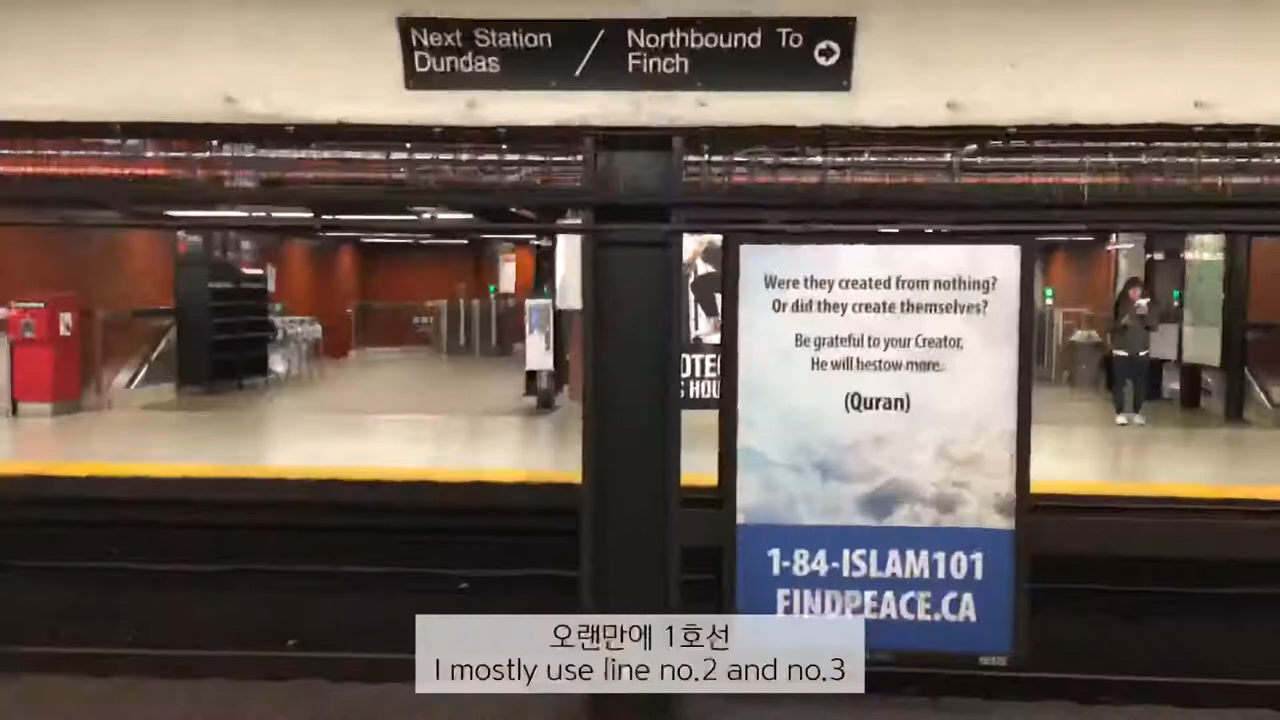 Next Station
Dundas
/
Northbound To
Finch
Were they created from nothing?
Or did they create themselves?
Be grateful to your Creator,
He will bestow more.
(Quran)
1-84-ISLAM101
FINDPEACE.CA
오랜만에 1호선
I mostly use line no.2 and no.3